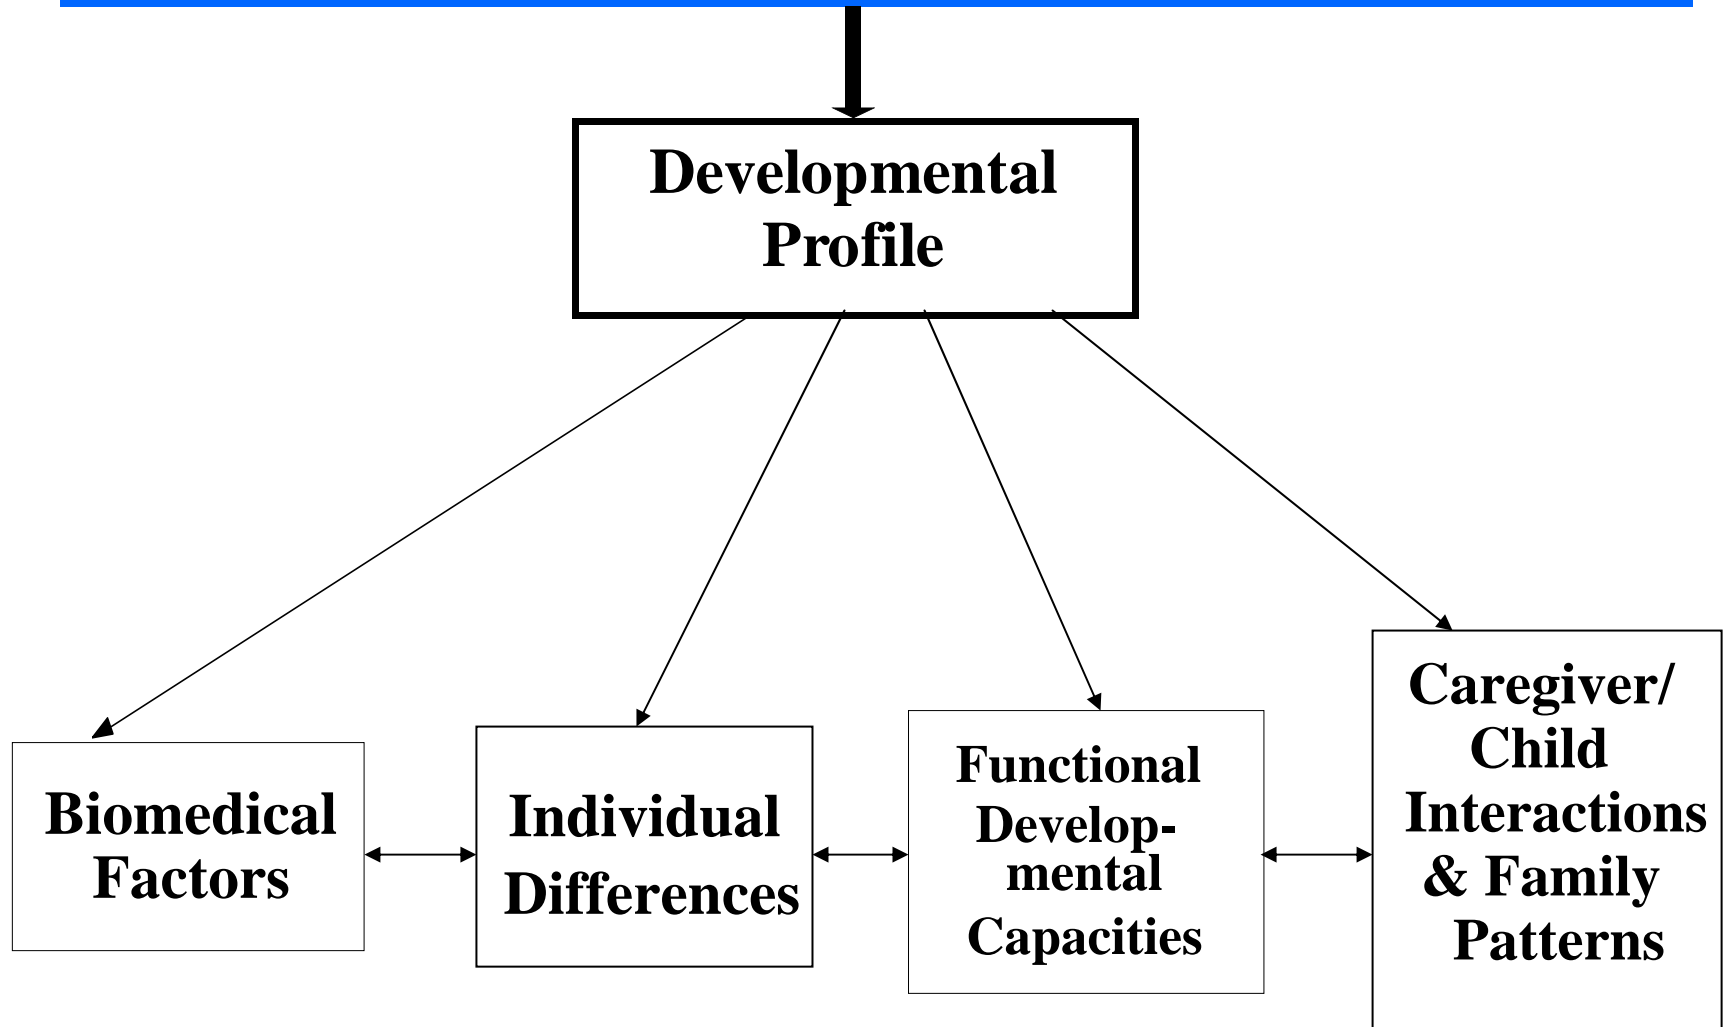 Developmental
Profile
Biomedical
Factors
Individual
Differences
Functional
Develop-
mental
Capacities
Caregiver/
Child
Interactions
& Family
Patterns